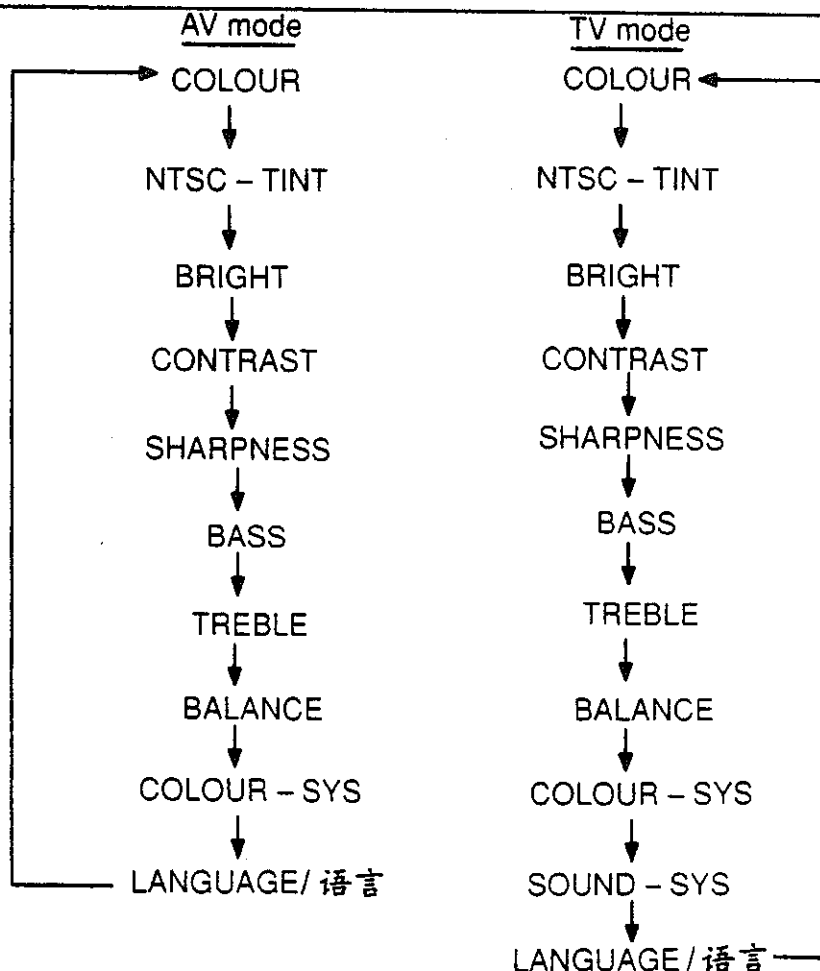 AV mode
COLOUR
NTSC – TINT
BRIGHT
CONTRAST
SHARPNESS
BASS
TREBLE
BALANCE
COLOUR – SYS
LANGUAGE/ 语言
TV mode
COLOUR
NTSC – TINT
BRIGHT
CONTRAST
SHARPNESS
BASS
TREBLE
BALANCE
COLOUR – SYS
SOUND – SYS
LANGUAGE / 语言